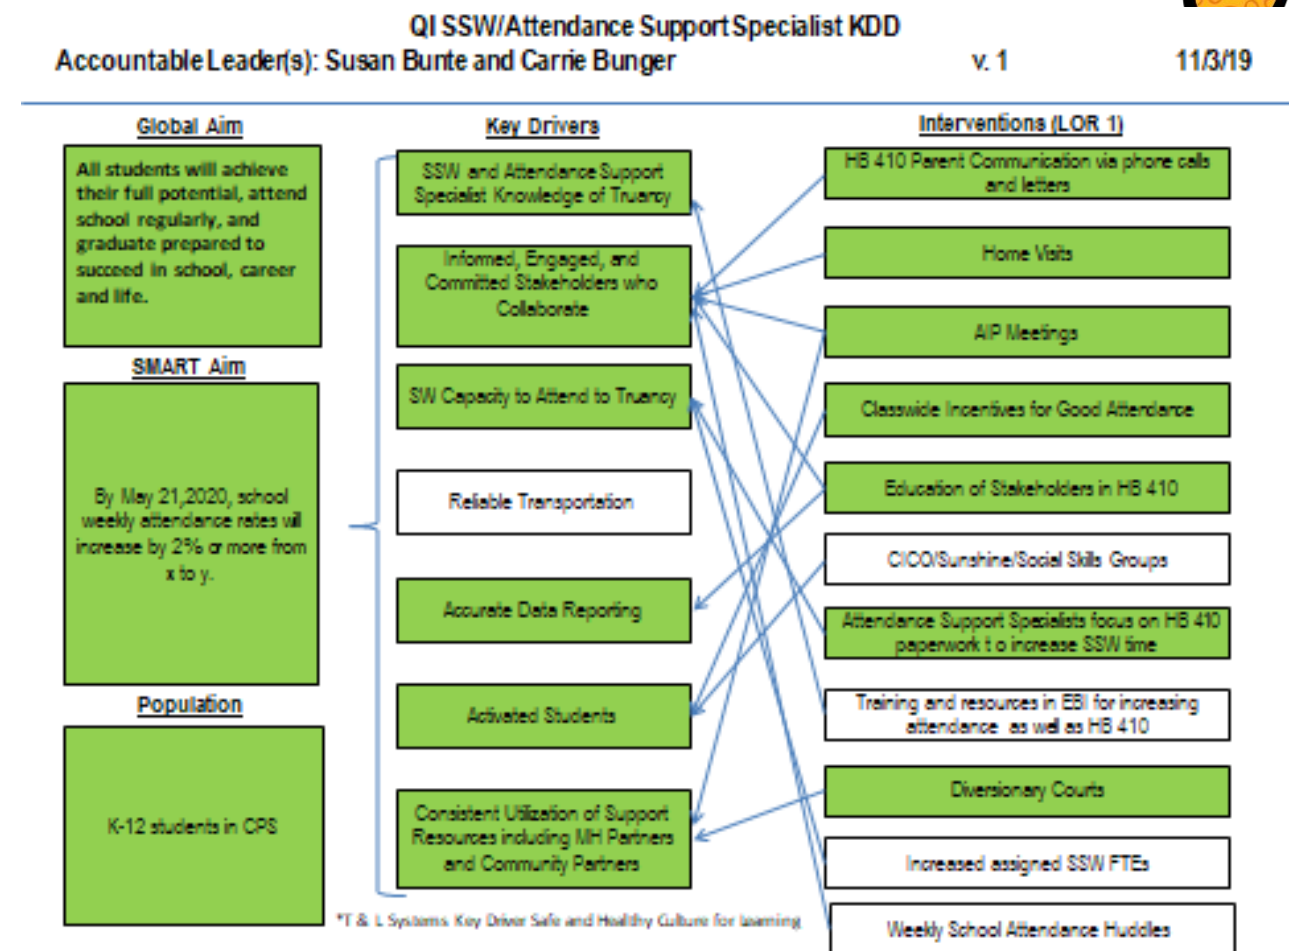 QI SSW/Attendance Support Specialist KDD
Accountable Leader(s): Susan Bunte and Carrie Bunger
v. 1
11/3/19
Global Aim
All students will achieve
their full potential, attend
school regularly, and
graduate prepared to
succeed in school, career
and life.
SMART Aim
By May 21,2020, school
weekly attendance rates will
increase by 2% or more from
x to y.
Population
K-12 students in CPS
Key Drivers
SSW and Attendance Support
Specialist Knowledge of Truancy
Informed, Engaged, and
Committed Stakeholders who
Collaborate
SW Capacity to Attend to Truancy
Reliable Transportation
Accurate Data Reporting
Activated Students
Consistent Utilization of Support
Resources including MH Partners
and Community Partners
*T & L Systems Key Driver Safe and Healthy Culture for Learning
Interventions (LOR 1)
HB 410 Parent Communication via phone calls
and letters
Home Visits
AIP Meetings
Classwide Incentives for Good Attendance
Education of Stakeholders in HB 410
CICO/Sunshine/Social Skills Groups
Attendance Support Specialists focus on HB 410
paperwork t o increase SSW time
Training and resources in EBI for increasing
attendance as well as HB 410
Diversionary Courts
Increased assigned SSW FTEs
Weekly School Attendance Huddles